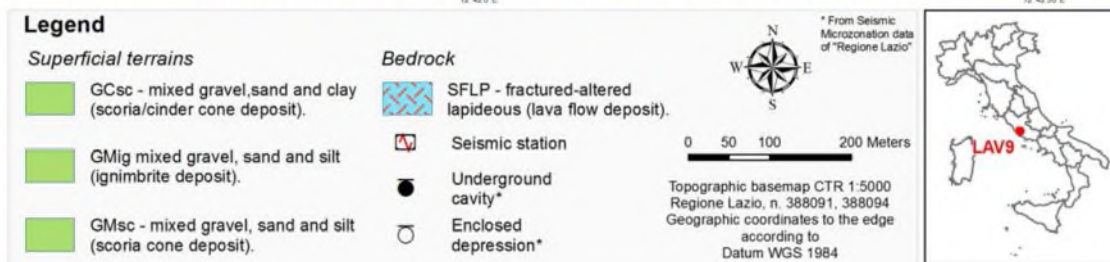 Legend
Superficial terrains
GCsc - mixed gravel,sand and clay
(scoria/cinder cone deposit).
GMig mixed gravel, sand and silt
(ignimbrite deposit).
GMsc - mixed gravel, sand and silt
(scoria cone deposit).
Bedrock
SFLP - fractured-altered
lapideous (lava flow deposit).
Seismic station
Underground
cavity*
Enclosed
depression*
* From Seismic
Microzonation data
of "Regione Lazio"
N
W E
S
0 50 100 200 Meters
Topographic basemap CTR 1:5000
Regione Lazio, n. 388091, 388094
Geographic coordinates to the edge
according to
Datum WGS 1984
LAV9